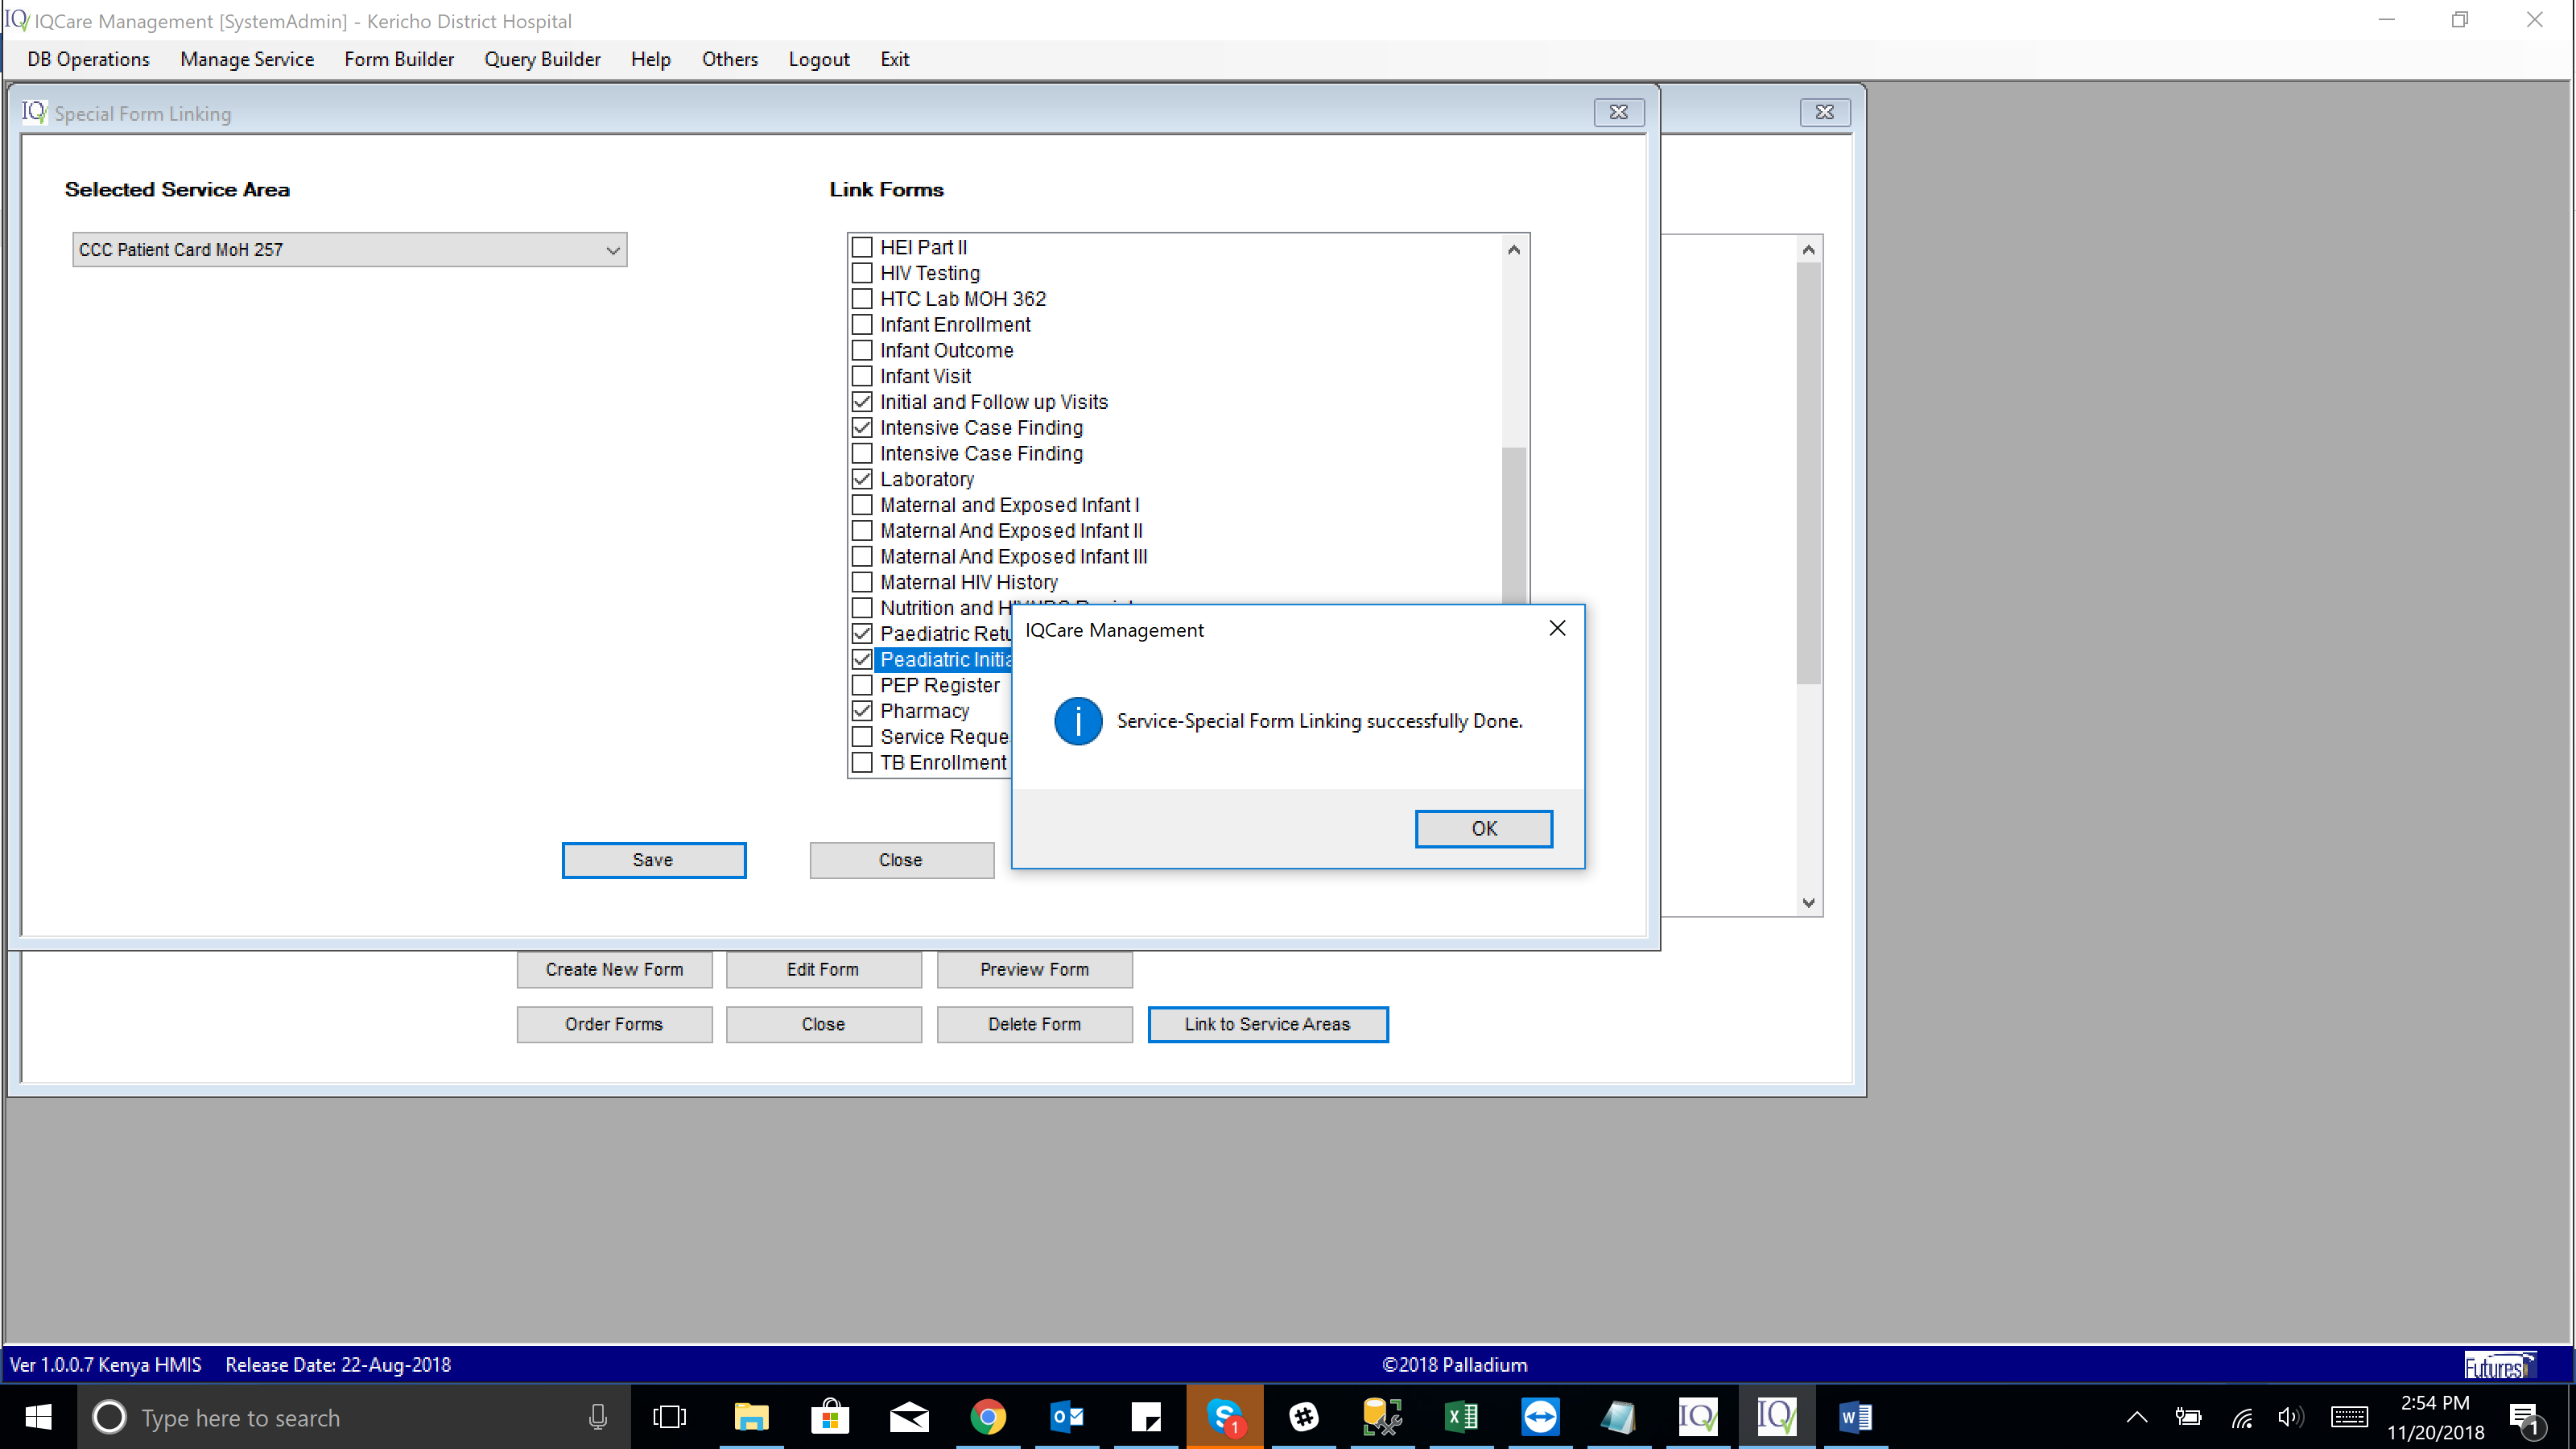 IQCare Management [SystemAdmin] - Kericho District Hospital
DB Operations Manage Service Form Builder Query Builder Help Others Logout Exit
Special Form Linking
Selected Service Area
Link Forms
CCC Patient Card MoH 257
HEI Part II
HIV Testing
HTC Lab MOH 362
Infant Enrollment
Infant Outcome
Infant Visit
Initial and Follow up Visits
Intensive Case Finding
Intensive Case Finding
Laboratory
Maternal and Exposed Infant I
Maternal And Exposed Infant II
Maternal And Exposed Infant III
Maternal HIV History
Nutrition and
Paediatric
Peadiatric
PEP Register
Pharmacy
Service
TB Enrollment
IQCare Management
Service-Special Form Linking successfully Done.
OK
Save Close
Create New Form Edit Form Preview Form
Order Forms Close Delete Form Link to Service Areas
Ver 1.0.0.7 Kenya HMIS Release Date: 22-Aug-2018 ©2018 Palladium Futures
Type here to search
1
1
2:54 PM
11/20/2018